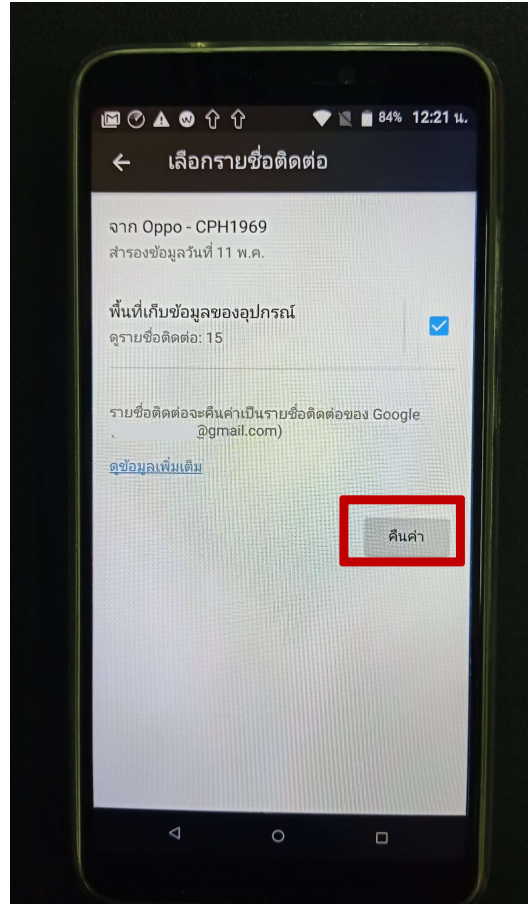 84% 12:21 น.
เลือกรายชื่อติดต่อ
จาก Oppo - CPH1969
สำรองข้อมูลวันที่ 11 พ.ค.
พื้นที่เก็บข้อมูลของอุปกรณ์
ดูรายชื่อติดต่อ: 15
รายชื่อติดต่อจะคืนค่าเป็นรายชื่อติดต่อของ Google
@gmail.com)
ดูข้อมูลเพิ่มเติม
คืนค่า